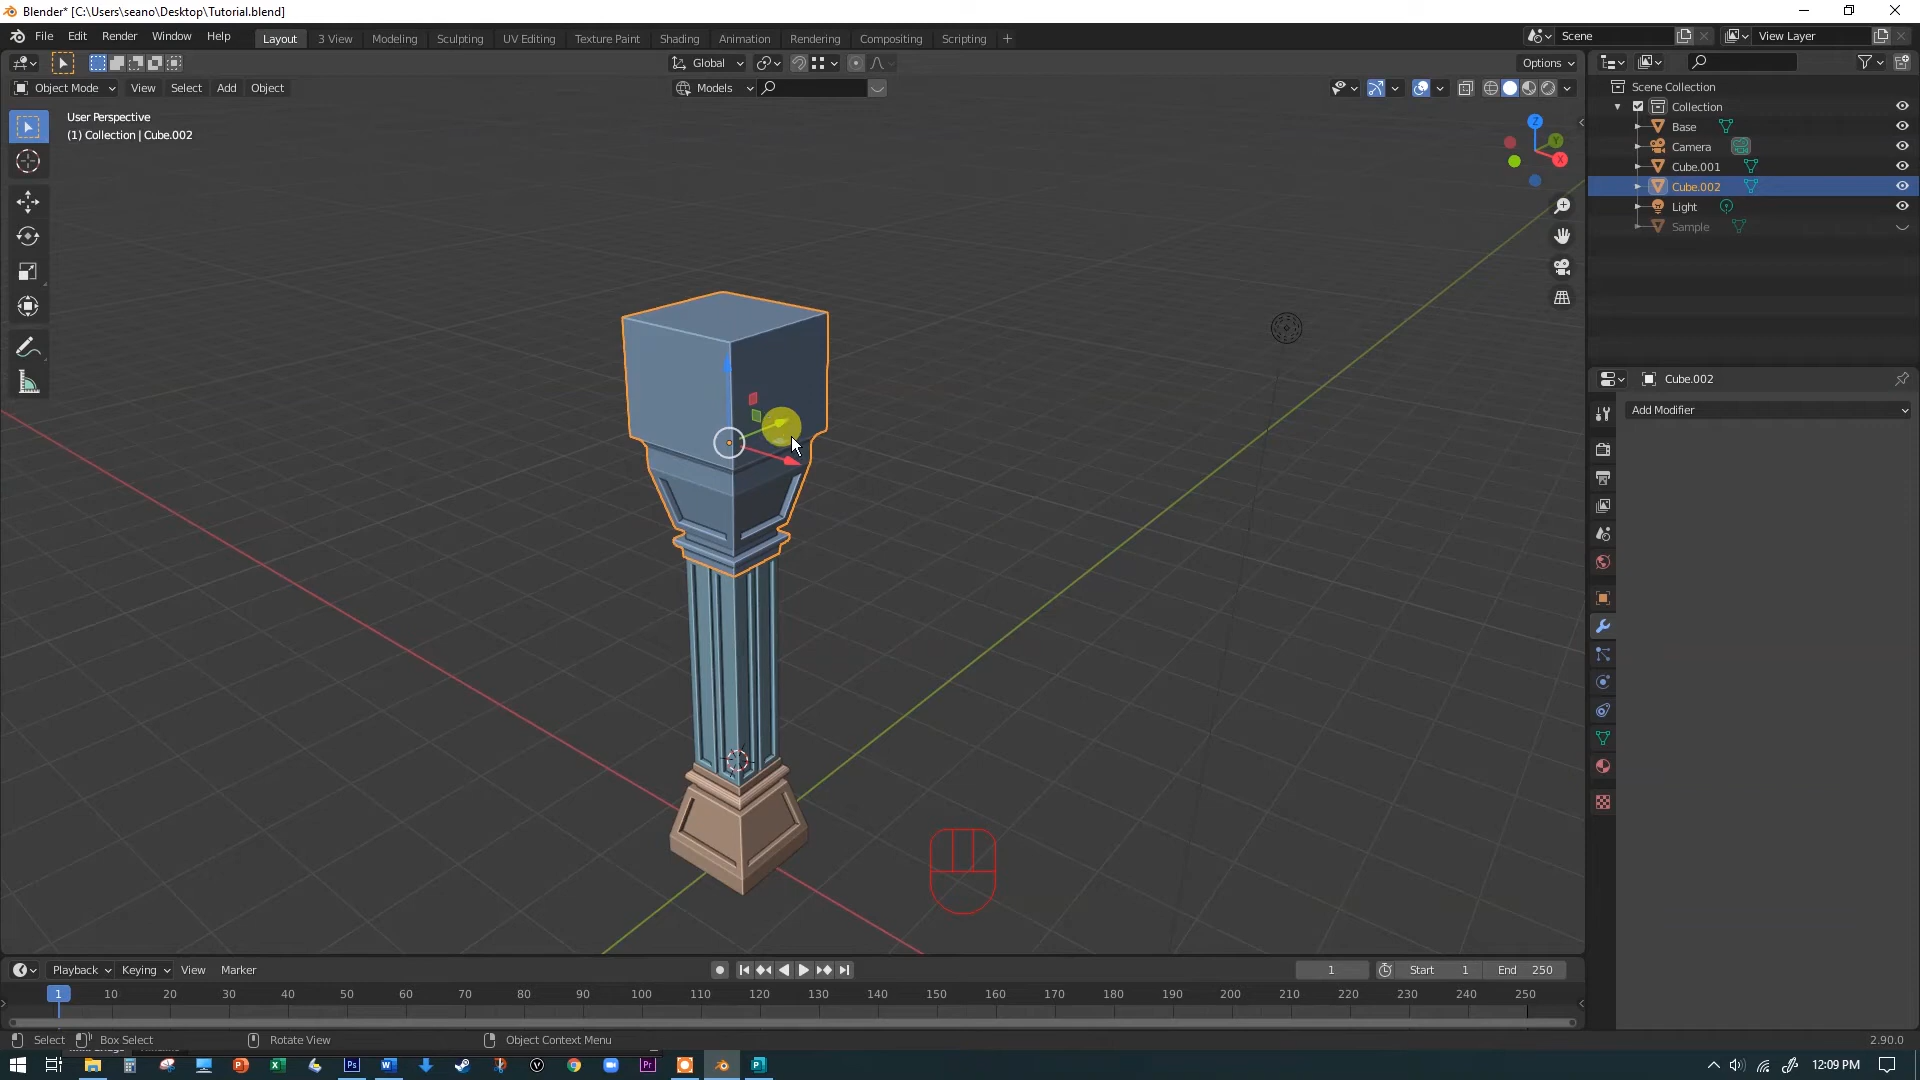 Blender* [C:\Users\seano\Desktop\Tutorial.blend]
File Edit Render Window Help
Layout 3 View Modeling Sculpting UV Editing Texture Paint Shading Animation Rendering Compositing Scripting +
Scene View Layer
Global Options
Object Mode View Select Add Object Models
User Perspective
(1) Collection | Cube.002
Z
Y
X
Scene Collection
Collection
Base
Camera
Cube.001
Cube.002
Light
Sample
Cube.002
Add Modifier
Playback Keying View Marker
1 Start 1 End 250
1 10 20 30 40 50 60 70 80 90 100 110 120 130 140 150 160 170 180 190 200 210 220 230 240 250
Select Box Select Rotate View Object Context Menu 2.90.0
12:09 PM